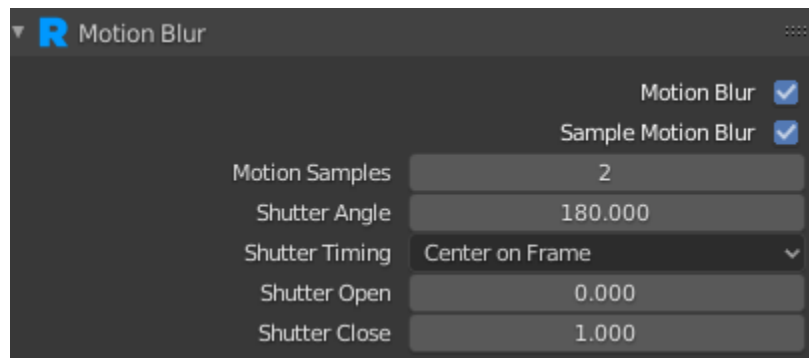 R Motion Blur
Motion Blur
Sample Motion Blur
Motion Samples 2
Shutter Angle 180.000
Shutter Timing Center on Frame
Shutter Open 0.000
Shutter Close 1.000